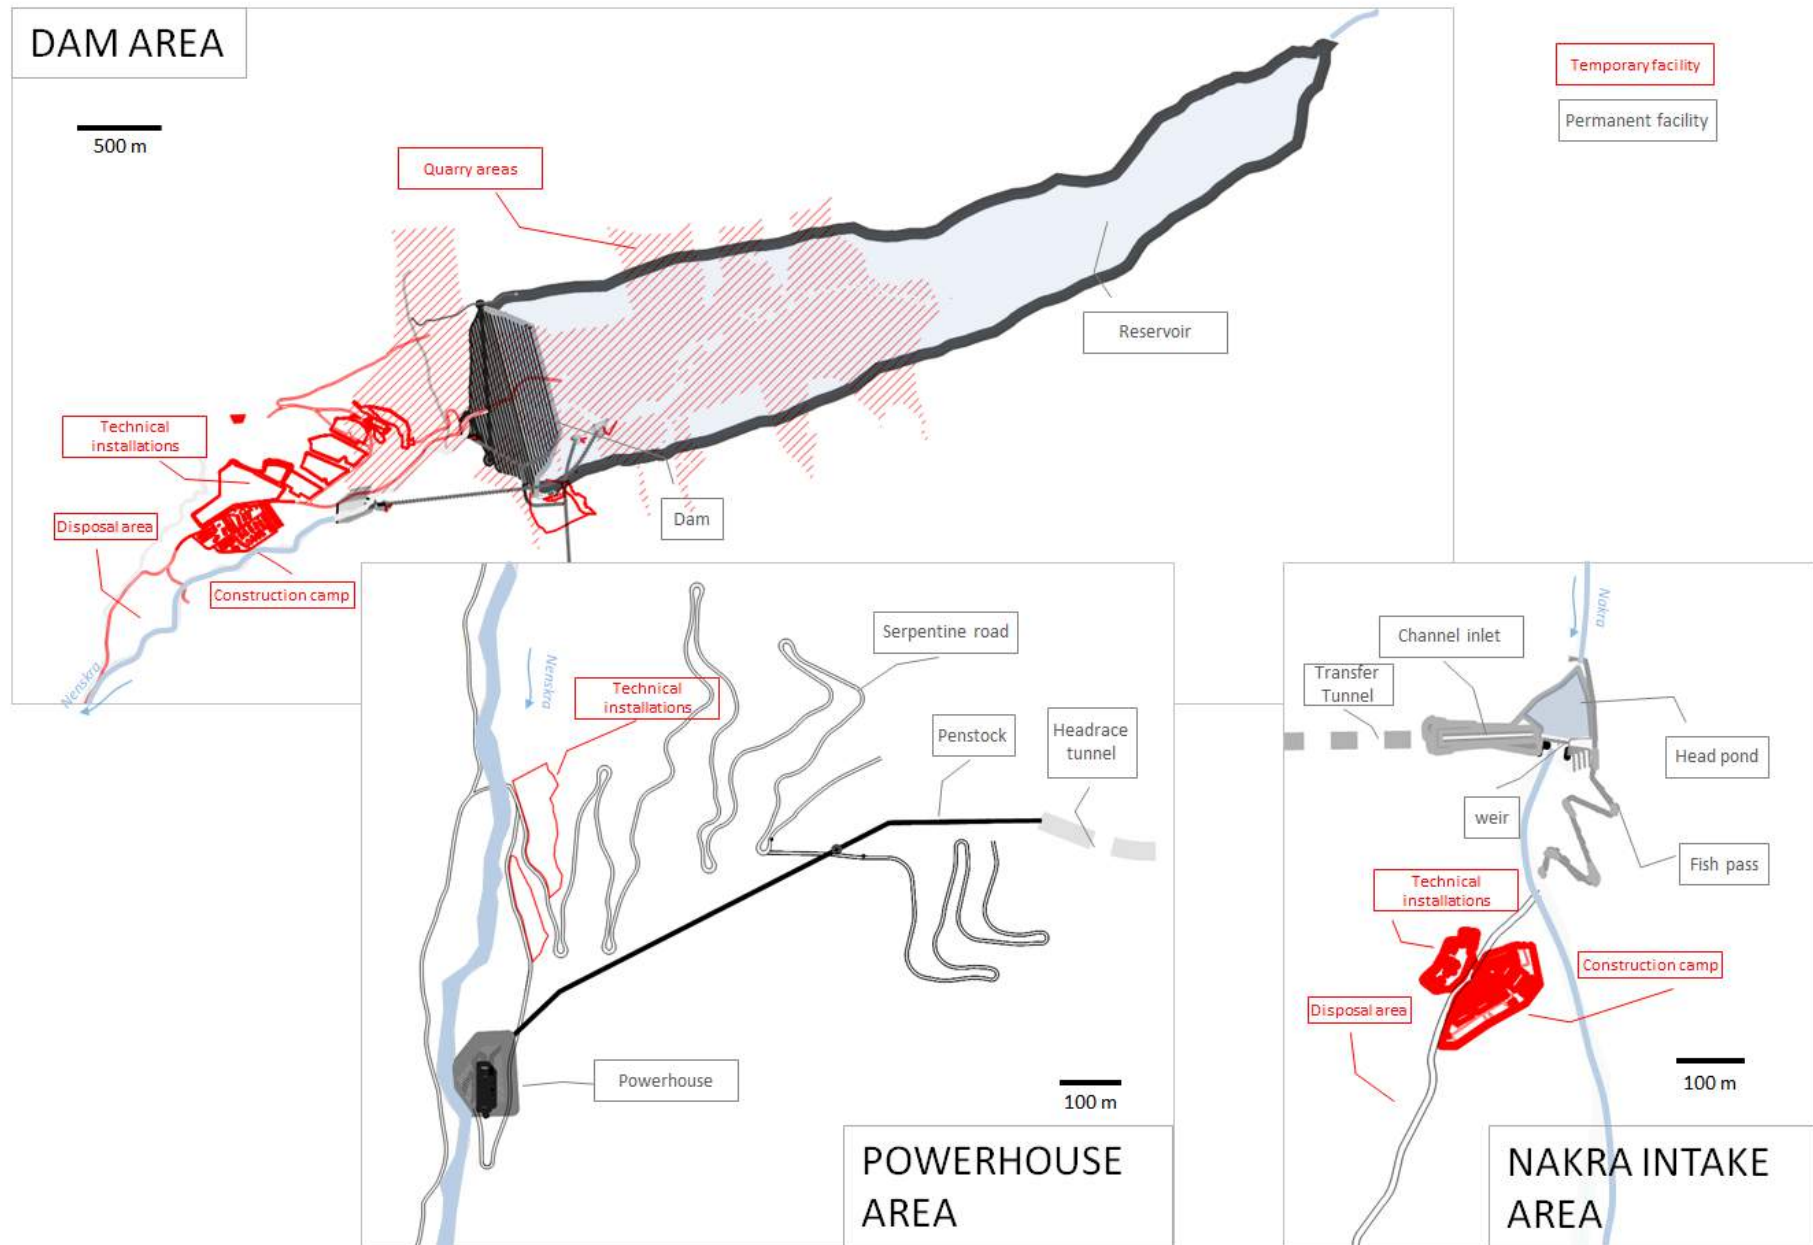 DAM AREA
500 m
Temporary facility
Permanent facility
Quarry areas
Reservoir
Technical
installations
Dam
Disposal area
Construction camp
Nenskra
Serpentine road
Nenskra
Technical
installations
Penstock
Headrace
tunnel
Powerhouse
100 m
POWERHOUSE
AREA
Nakra
Channel inlet
Transfer
Tunnel
Head pond
weir
Fish pass
Technical
installations
Construction camp
Disposal area
100 m
NAKRA INTAKE
AREA